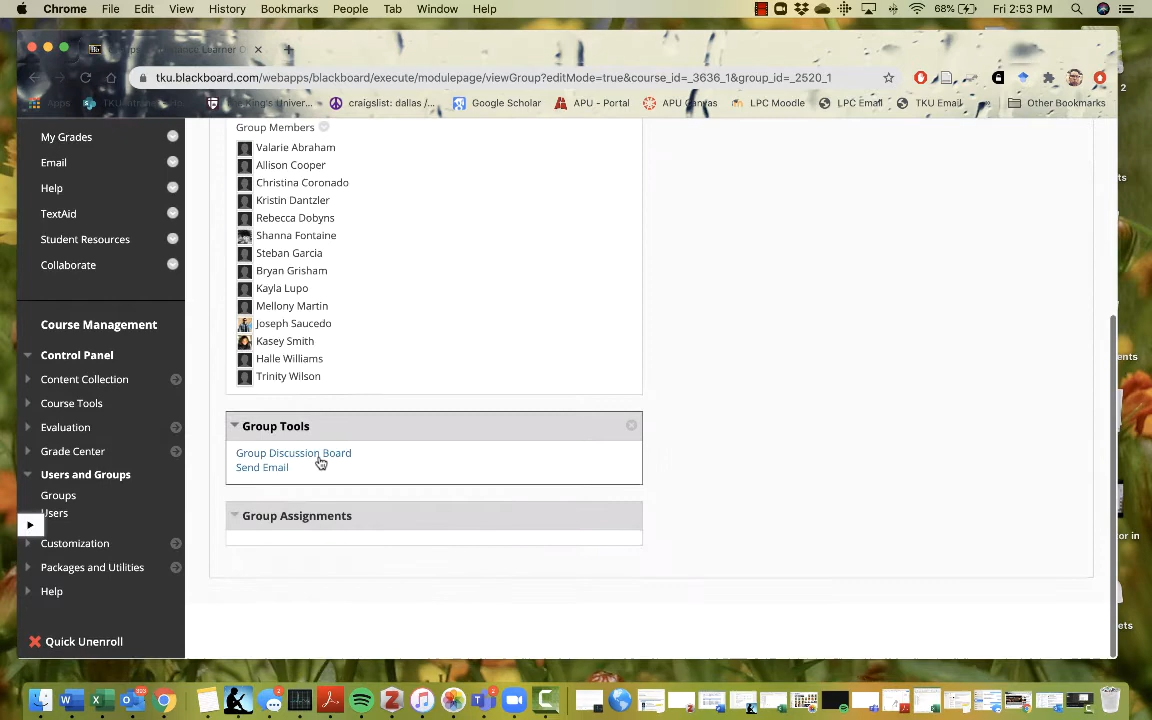 Chrome File Edit View History Bookmarks People Tab Window Help
68% Fri 2:53 PM
tku.blackboard.com/webapps/blackboard/execute/modulepage/viewGroup?editMode=true&course_id=_3636_1&group_id=_2520_1
Apps
King's Univer...
craigslist: dallas /...
Google Scholar
APU - Portal
APU Canvas
LPC Moodle
LPC Email
TKU Email
»
Other Bookmarks
My Grades
Email
Help
TextAid
Student Resources
Collaborate
Course Management
Control Panel
Content Collection
Course Tools
Evaluation
Grade Center
Users and Groups
Groups
Users
Customization
Packages and Utilities
Help
Quick Unenroll
Group Members
Valarie Abraham
Allison Cooper
Christina Coronado
Kristin Dantzler
Rebecca Dobyns
Shanna Fontaine
Steban Garcia
Bryan Grisham
Kayla Lupo
Mellony Martin
Joseph Saucedo
Kasey Smith
Halle Williams
Trinity Wilson
Group Tools
Group Discussion Board
Send Email
Group Assignments